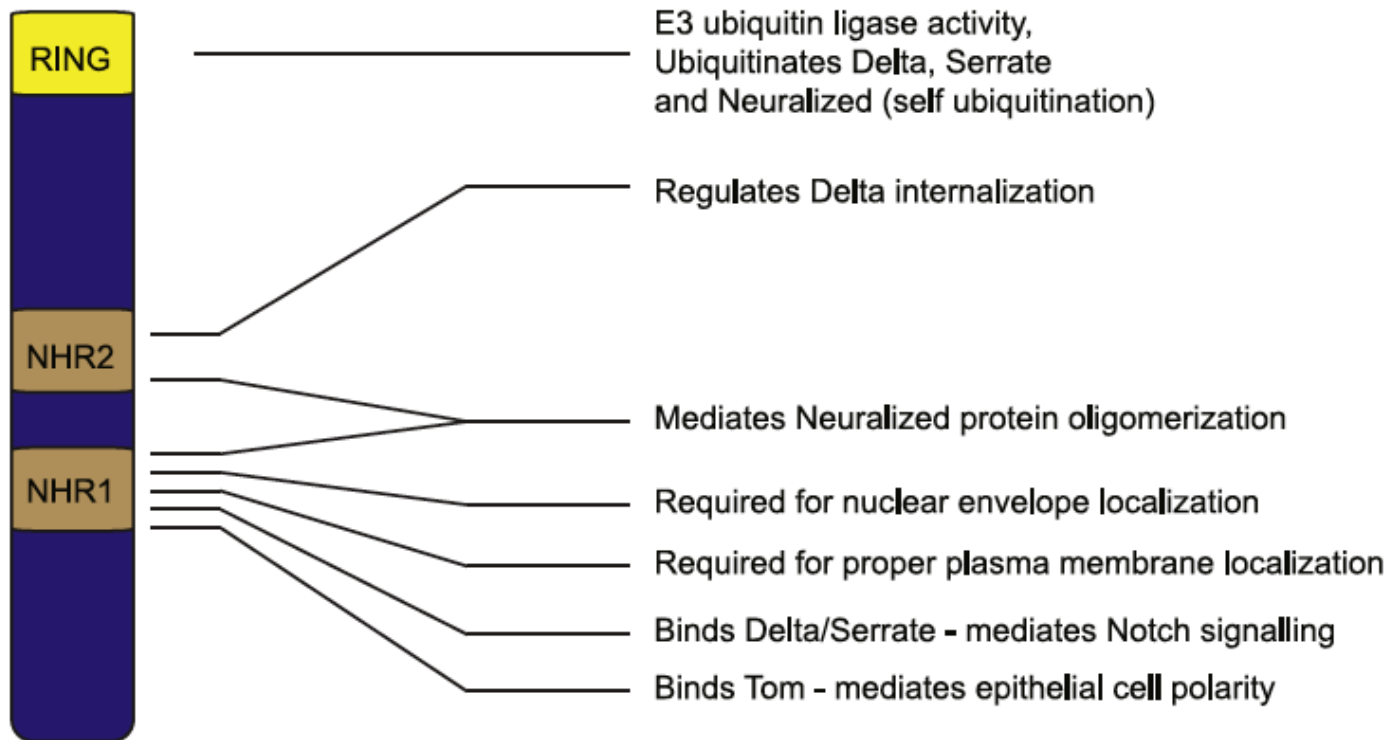 RING
E3 ubiquitin ligase activity,
Ubiquitinates Delta, Serrate
and Neuralized (self ubiquitination)
Regulates Delta internalization
NHR2
Mediates Neuralized protein oligomerization
NHR1
Required for nuclear envelope localization
Required for proper plasma membrane localization
Binds Delta/Serrate - mediates Notch signalling
Binds Tom - mediates epithelial cell polarity